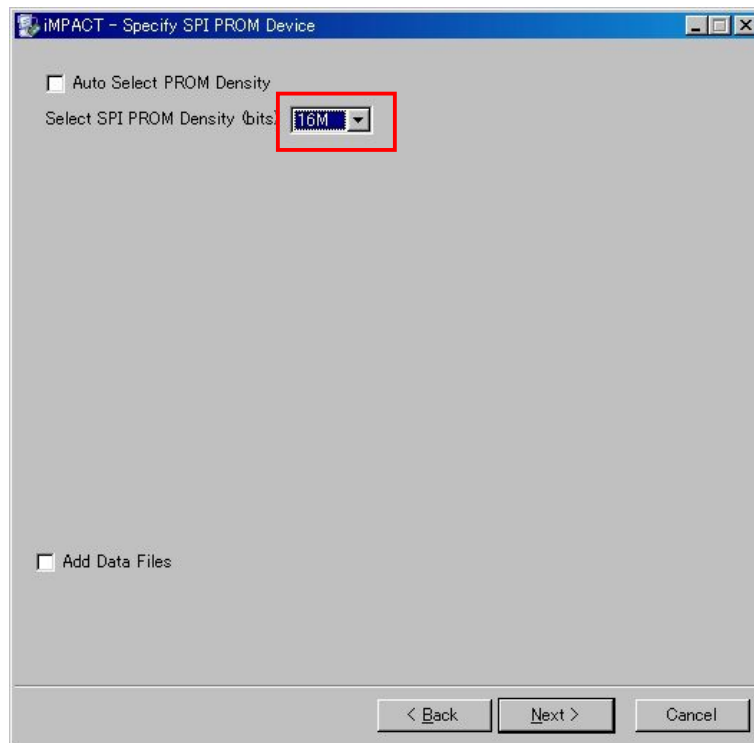 iMPACT - Specify SPI PROM Device
Auto Select PROM Density
Select SPI PROM Density (bits) 16M
Add Data Files
< Back Next > Cancel